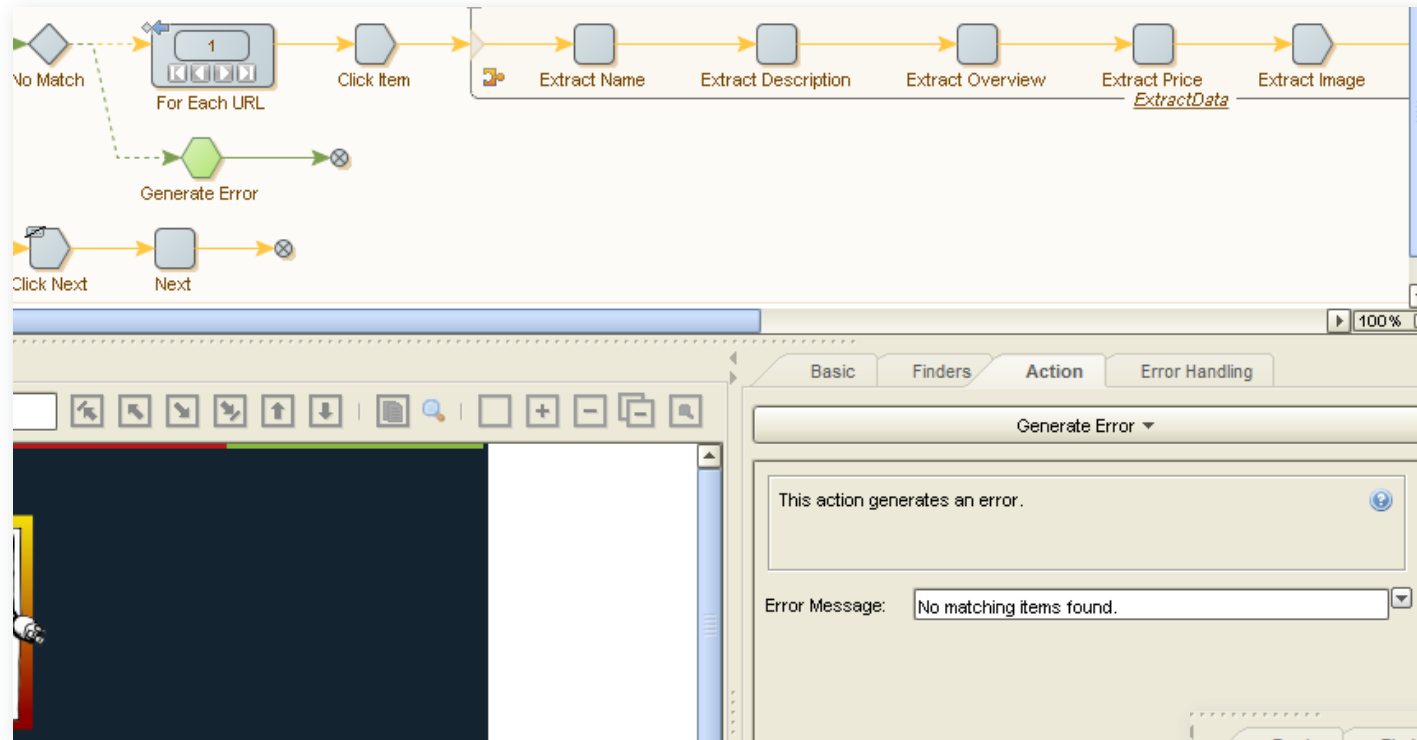 1
No Match
For Each URL
Click Item
Extract Name
Extract Description
Extract Overview
Extract Price
Extract Image
ExtractData
Generate Error
Click Next
Next
100%
Basic
Finders
Action
Error Handling
Generate Error
This action generates an error.
Error Message:
No matching items found.